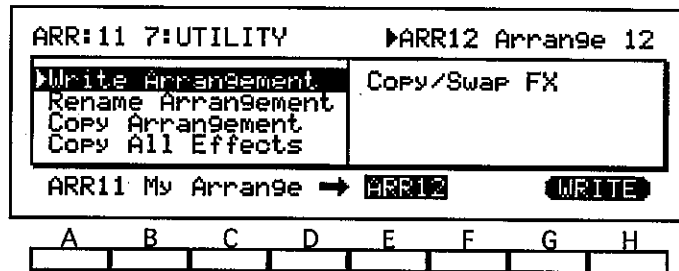 ARR:11 7:UTILITY ▶ARR12 Arrange 12
▶Write Arrangement Copy/Swap FX
Rename Arrangement
Copy Arrangement
Copy All Effects
ARR11 My Arrange ➡ ARR12 WRITE
A B C D E F G H